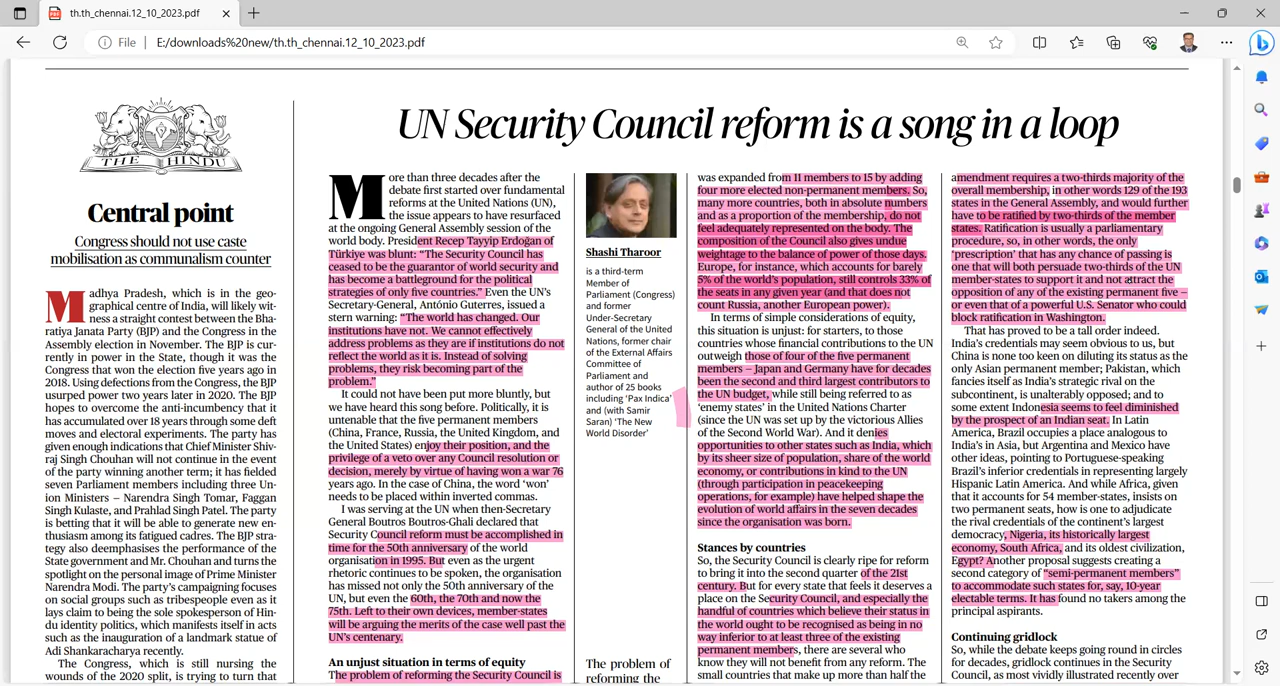 th.th_chennai.12_10_2023.pdf
File
E:/downloads%20new/th.th_chennai.12_10_2023.pdf
THE HINDU
Central point
Congress should not use caste
mobilisation as communalism counter
Madhya Pradesh, which is in the geo-
graphical centre of India, will likely wit-
ness a straight contest between the Bha-
ratiya Janata Party (BJP) and the Congress in the
Assembly election in November. The BJP is cur-
rently in power in the State, though it was the
Congress that won the election five years ago in
2018. Using defections from the Congress, the BJP
usurped power two years later in 2020. The BJP
hopes to overcome the anti-incumbency that it
has accumulated over 18 years through some deft
moves and electoral experiments. The party has
given enough indications that Chief Minister Shiv-
raj Singh Chouhan will not continue in the event
of the party winning another term; it has fielded
seven Parliament members including three Un-
ion Ministers – Narendra Singh Tomar, Faggan
Singh Kulaste, and Prahlad Singh Patel. The party
is betting that it will be able to generate new en-
thusiasm among its fatigued cadres. The BJP stra-
tegy also deemphasises the performance of the
State government and Mr. Chouhan and turns the
spotlight on the personal image of Prime Minister
Narendra Modi. The party's campaigning focuses
on social groups such as tribespeople even as it
lays claim to being the sole spokesperson of Hin-
du identity politics, which manifests itself in acts
such as the inauguration of a landmark statue of
Adi Shankaracharya recently.
The Congress, which is still nursing the
wounds of the 2020 split, is trying to turn that
UN Security Council reform is a song in a loop
More than three decades after the
debate first started over fundamental
reforms at the United Nations (UN),
the issue appears to have resurfaced
at the ongoing General Assembly session of the
world body. President Recep Tayyip Erdoğan of
Türkiye was blunt: “The Security Council has
ceased to be the guarantor of world security and
has become a battleground for the political
strategies of only five countries.” Even the UN's
Secretary-General, António Guterres, issued a
stern warning: “The world has changed. Our
institutions have not. We cannot effectively
address problems as they are if institutions do not
reflect the world as it is. Instead of solving
problems, they risk becoming part of the
problem.”
It could not have been put more bluntly, but
we have heard this song before. Politically, it is
untenable that the five permanent members
(China, France, Russia, the United Kingdom, and
the United States) enjoy their position, and the
privilege of a veto over any Council resolution or
decision, merely by virtue of having won a war 76
years ago. In the case of China, the word ‘won’
needs to be placed within inverted commas.
I was serving at the UN when then-Secretary
General Boutros Boutros-Ghali declared that
Security Council reform must be accomplished in
time for the 50th anniversary of the world
organisation in 1995. But even as the urgent
rhetoric continues to be spoken, the organisation
has missed not only the 50th anniversary of the
UN, but even the 60th, the 70th and now the
75th. Left to their own devices, member-states
will be arguing the merits of the case well past the
UN's centenary.
An unjust situation in terms of equity
The problem of reforming the Security Council is
Shashi Tharoor
is a third-term
Member of
Parliament (Congress)
and former
Under-Secretary
General of the United
Nations, former chair
of the External Affairs
Committee of
Parliament and
author of 25 books
including ‘Pax Indica’
and (with Samir
Saran) ‘The New
World Disorder’
The problem of
reforming the
was expanded from 11 members to 15 by adding
four more elected non-permanent members. So,
many more countries, both in absolute numbers
and as a proportion of the membership, do not
feel adequately represented on the body. The
composition of the Council also gives undue
weightage to the balance of power of those days.
Europe, for instance, which accounts for barely
5% of the world's population, still controls 33% of
the seats in any given year (and that does not
count Russia, another European power).
In terms of simple considerations of equity,
this situation is unjust: for starters, to those
countries whose financial contributions to the UN
outweigh those of four of the five permanent
members – Japan and Germany have for decades
been the second and third largest contributors to
the UN budget, while still being referred to as
‘enemy states’ in the United Nations Charter
(since the UN was set up by the victorious Allies
of the Second World War). And it denies
opportunities to other states such as India, which
by its sheer size of population, share of the world
economy, or contributions in kind to the UN
(through participation in peacekeeping
operations, for example) have helped shape the
evolution of world affairs in the seven decades
since the organisation was born.
Stances by countries
So, the Security Council is clearly ripe for reform
to bring it into the second quarter of the 21st
century. But for every state that feels it deserves a
place on the Security Council, and especially the
handful of countries which believe their status in
the world ought to be recognised as being in no
way inferior to at least three of the existing
permanent members, there are several who
know they will not benefit from any reform. The
small countries that make up more than half the
amendment requires a two-thirds majority of the
overall membership, in other words 129 of the 193
states in the General Assembly, and would further
have to be ratified by two-thirds of the member
states. Ratification is usually a parliamentary
procedure, so, in other words, the only
‘prescription’ that has any chance of passing is
one that will both persuade two-thirds of the UN
member-states to support it and not attract the
opposition of any of the existing permanent five –
or even that of a powerful U.S. Senator who could
block ratification in Washington.
That has proved to be a tall order indeed.
India's credentials may seem obvious to us, but
China is none too keen on diluting its status as the
only Asian permanent member; Pakistan, which
fancies itself as India's strategic rival on the
subcontinent, is unalterably opposed; and to
some extent Indonesia seems to feel diminished
by the prospect of an Indian seat. In Latin
America, Brazil occupies a place analogous to
India's in Asia, but Argentina and Mexico have
other ideas, pointing to Portuguese-speaking
Brazil's inferior credentials in representing largely
Hispanic Latin America. And while Africa, given
that it accounts for 54 member-states, insists on
two permanent seats, how is one to adjudicate
the rival credentials of the continent's largest
democracy, Nigeria, its historically largest
economy, South Africa, and its oldest civilization,
Egypt? Another proposal suggests creating a
second category of “semi-permanent members”
to accommodate such states for, say, 10-year
electable terms. It has found no takers among the
principal aspirants.
Continuing gridlock
So, while the debate keeps going round in circles
for decades, gridlock continues in the Security
Council, as most vividly illustrated recently over